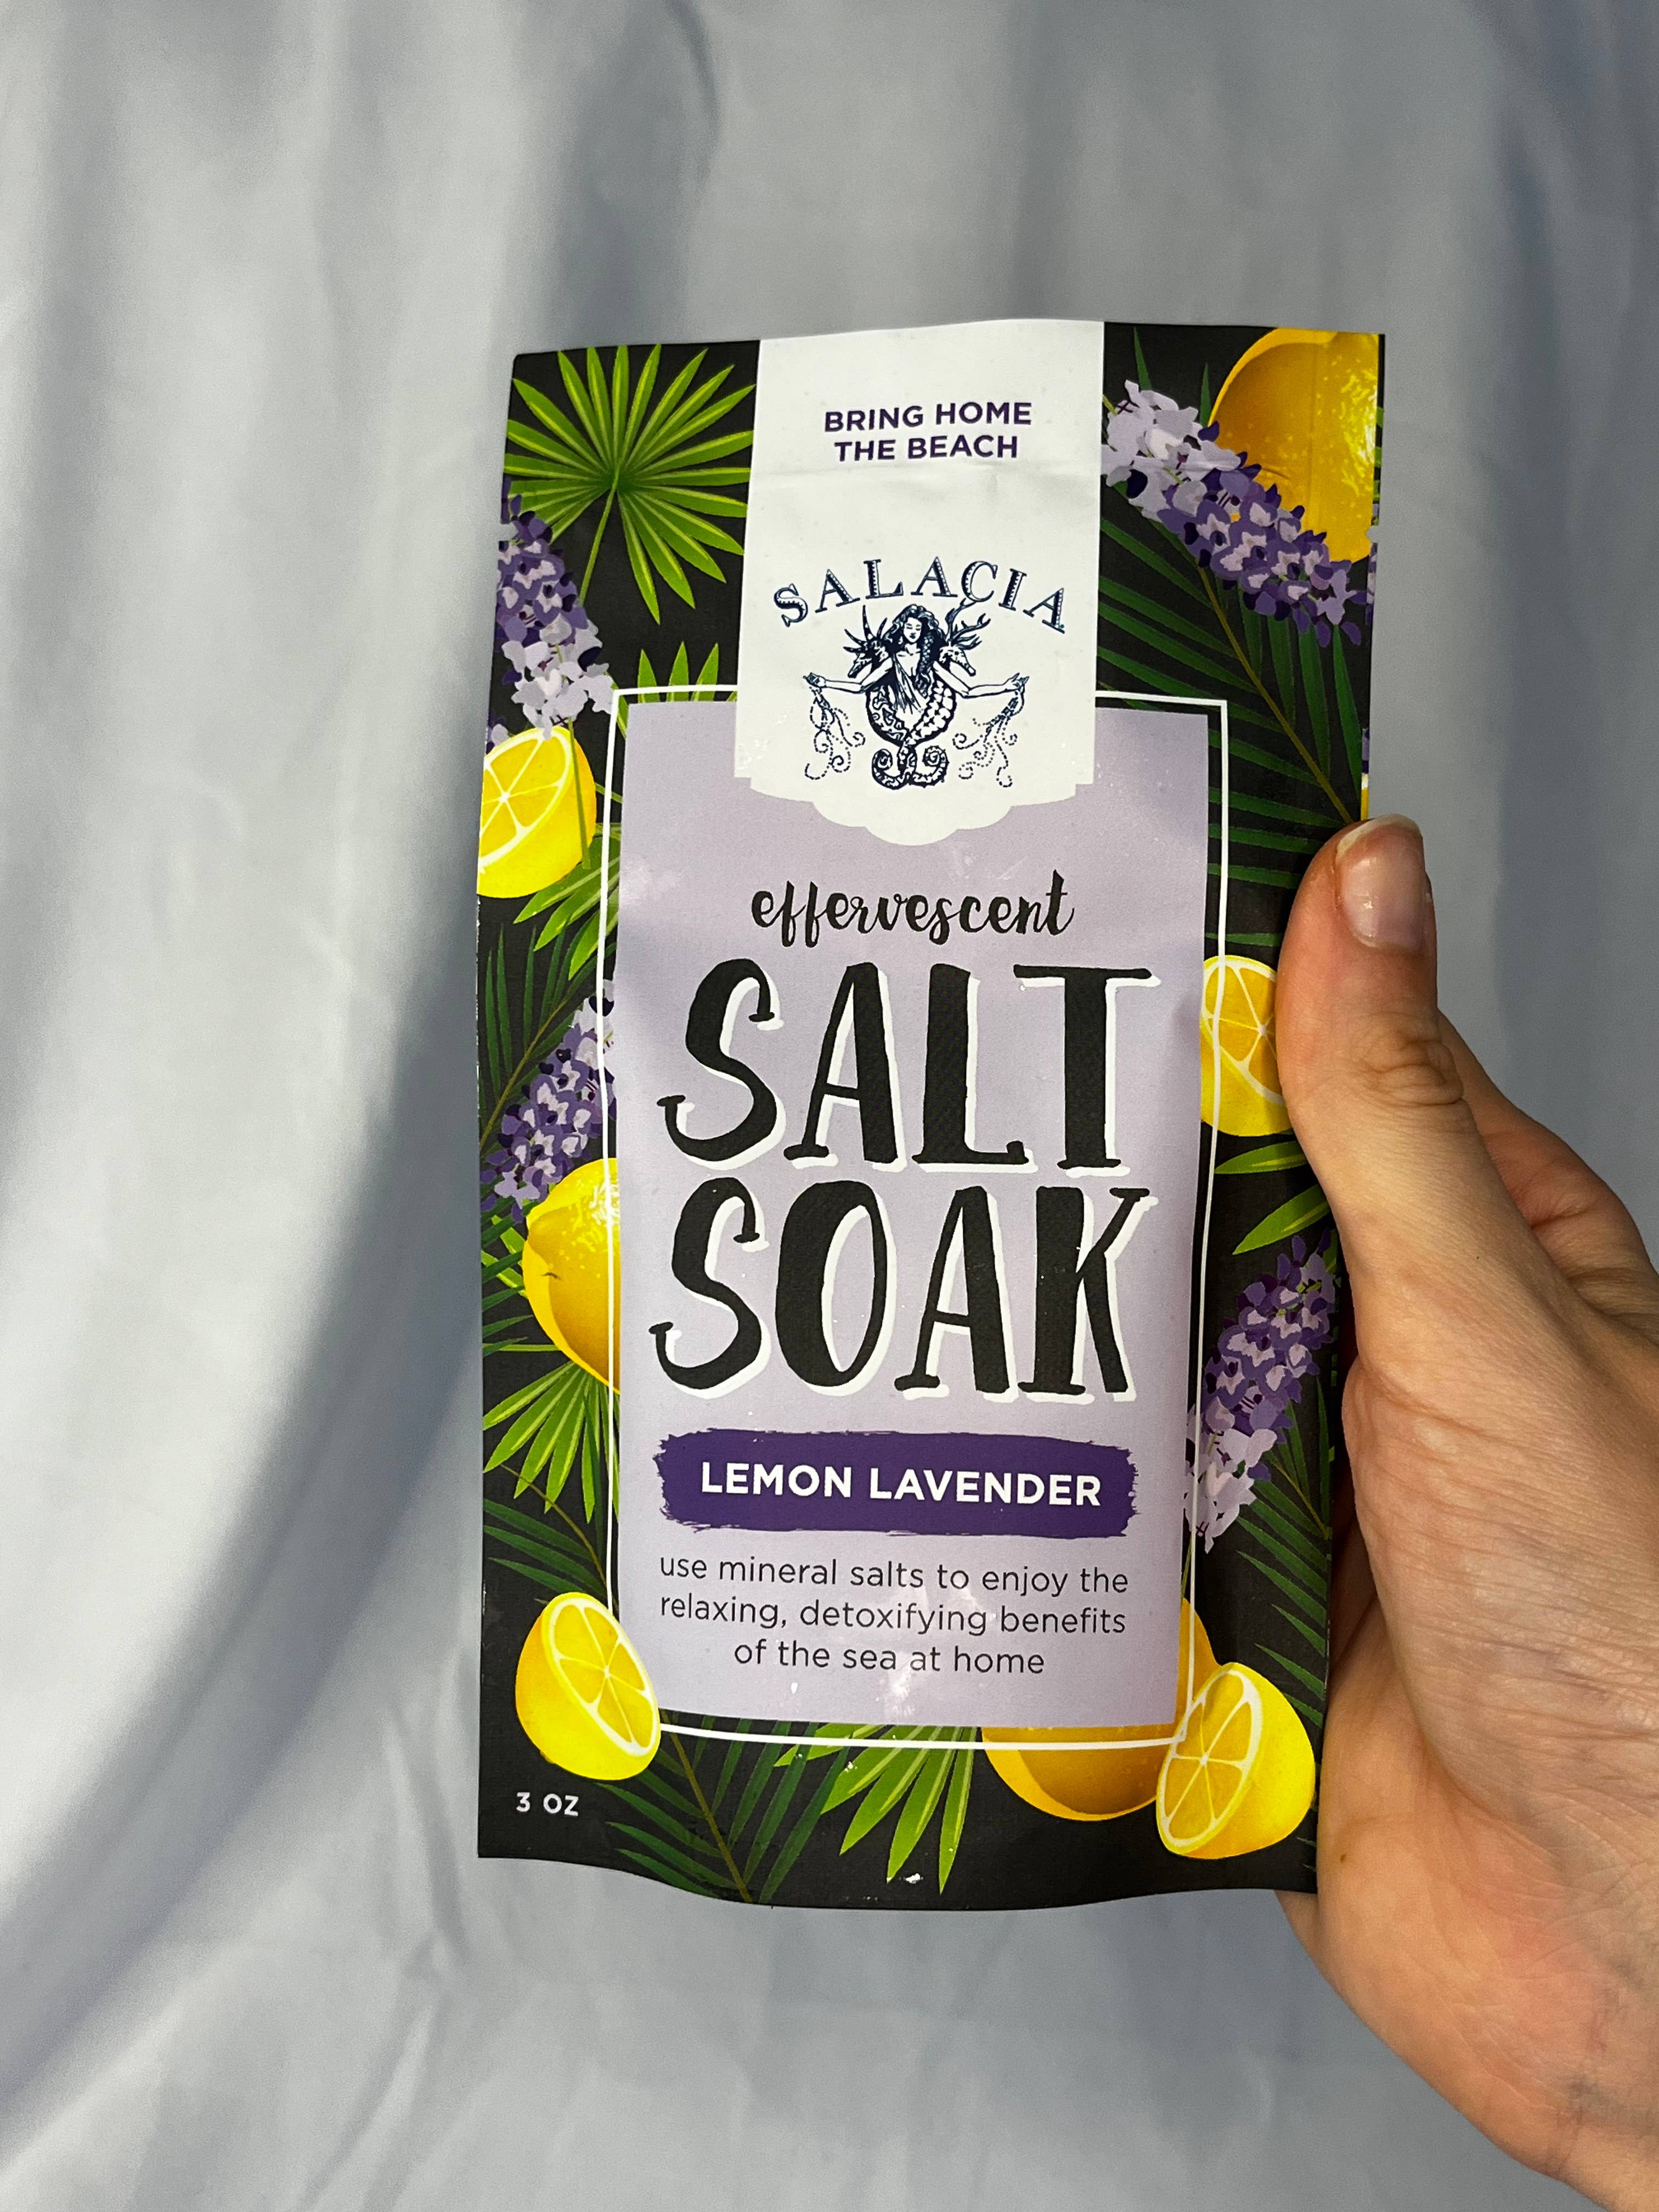 BRING HOME
THE BEACH
SALACIA
effervescent
SALT
SOAK
LEMON LAVENDER
use mineral salts to enjoy the
relaxing, detoxifying benefits
of the sea at home
3 OZ